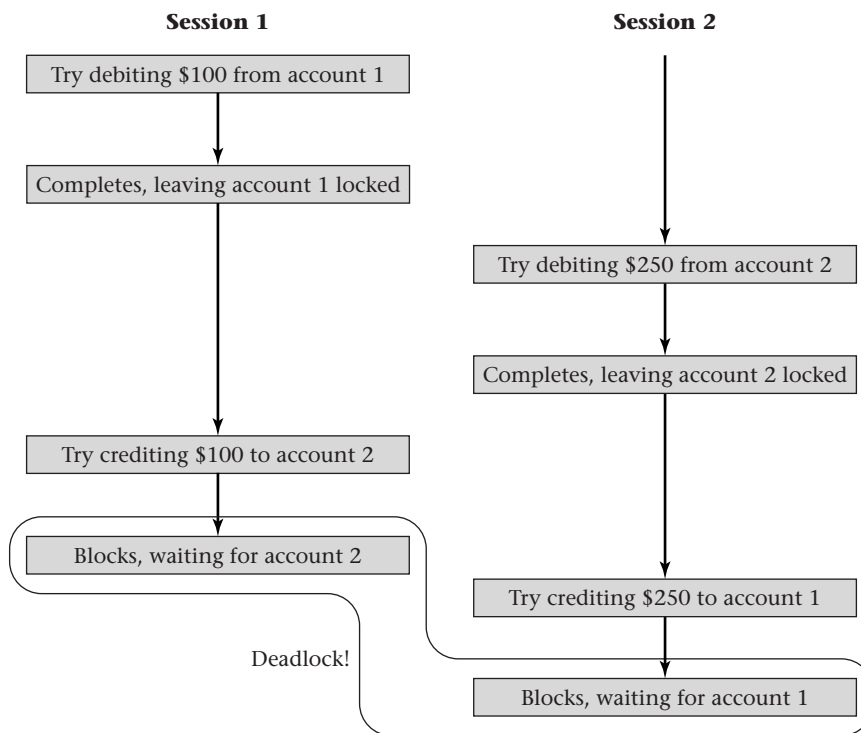 Session 1
Session 2
Try debiting $100 from account 1
Completes, leaving account 1 locked
Try debiting $250 from account 2
Completes, leaving account 2 locked
Try crediting $100 to account 2
Blocks, waiting for account 2
Try crediting $250 to account 1
Deadlock!
Blocks, waiting for account 1